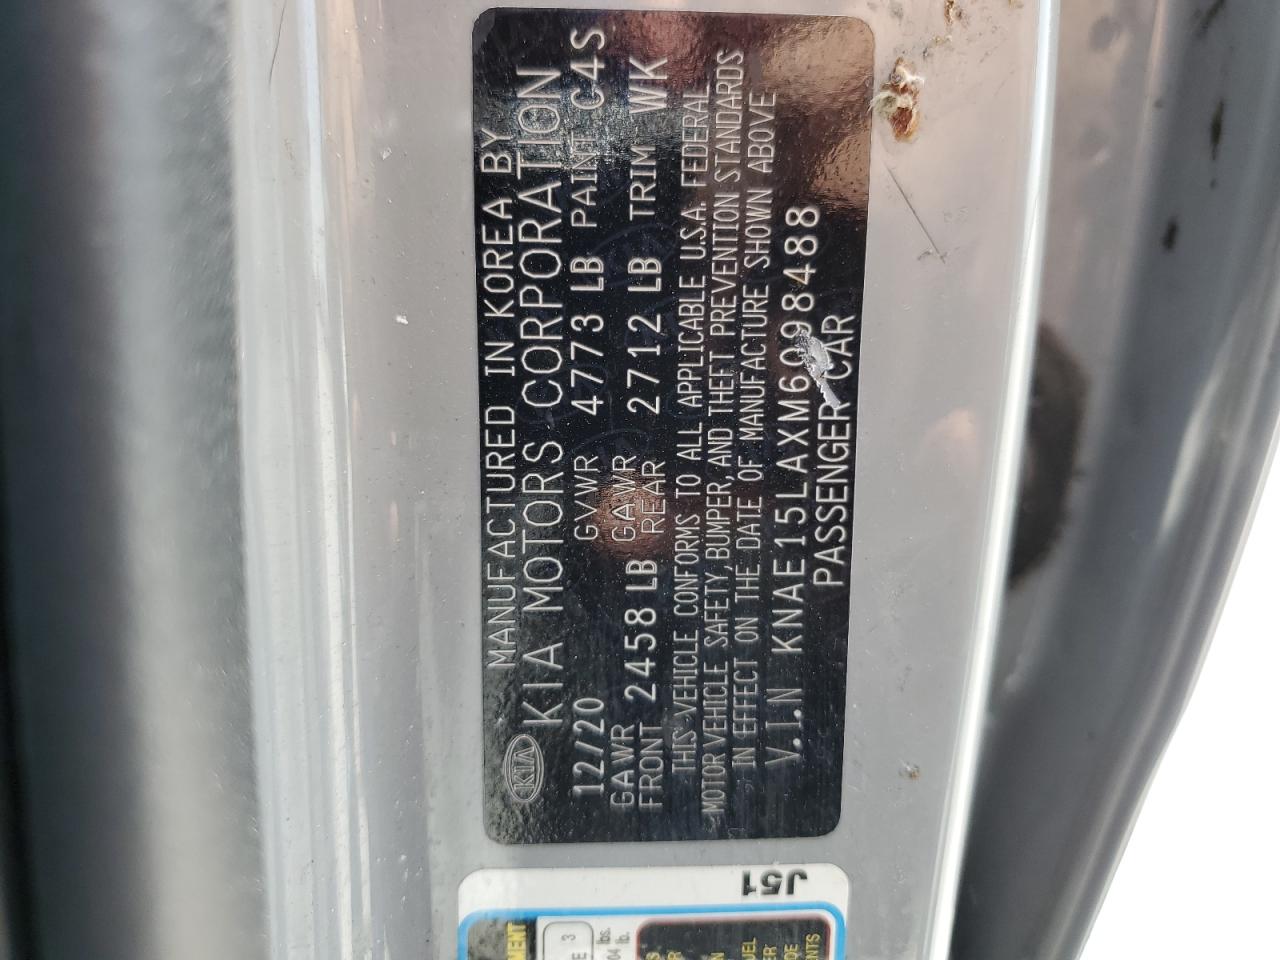 MANUFACTURED IN KOREA BY
KIA KIA MOTORS CORPORATION
12/20 GVWR 4773 LB PAINT C4S
GAWR FRONT 2458 LB GAWR REAR 2712 LB TRIM WK
THIS VEHICLE CONFORMS TO ALL APPLICABLE U.S.A. FEDERAL
MOTOR VEHICLE SAFETY, BUMPER, AND THEFT PREVENTION STANDARDS
IN EFFECT ON THE DATE OF MANUFACTURE SHOWN ABOVE
V.I.N KNAE15LAXM6098488
PASSENGER CAR
J51